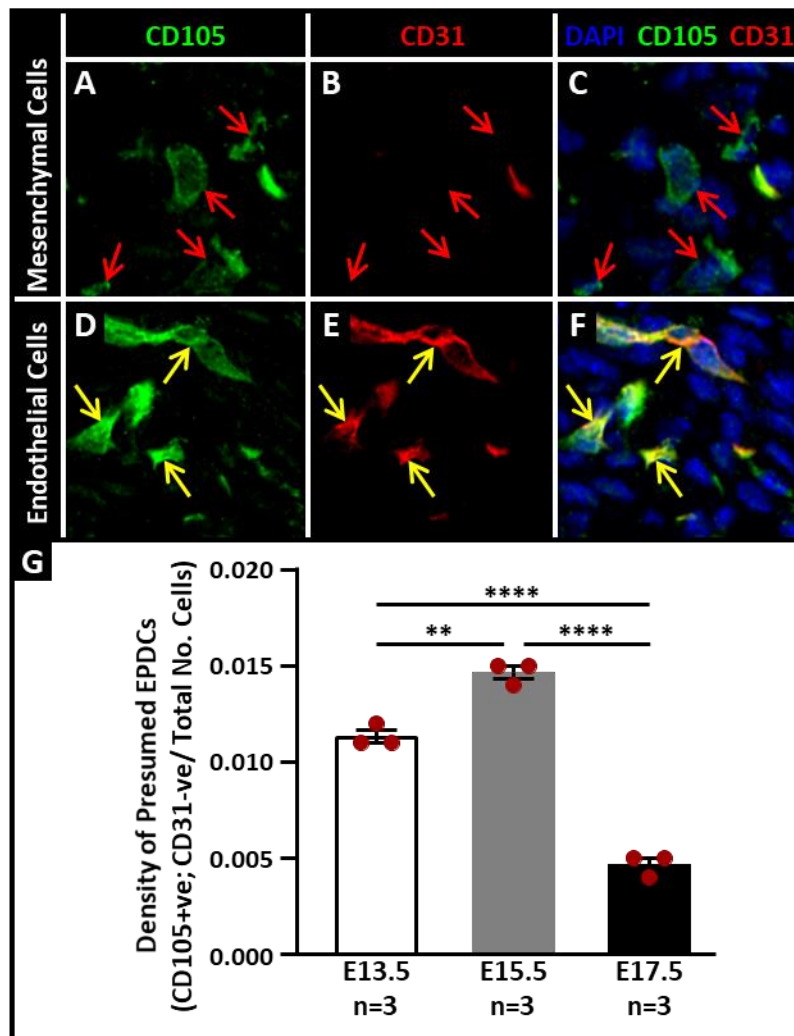 CD105 CD31 DAPI CD105 CD31
Mesenchymal Cells
A B C
Endothelial Cells
D E F
G
Density of Presumed EPDCs
(CD105+ve; CD31-ve/ Total No. Cells)
0.020
0.015
0.010
0.005
0.000
****
** ****
E13.5 E15.5 E17.5
n=3 n=3 n=3